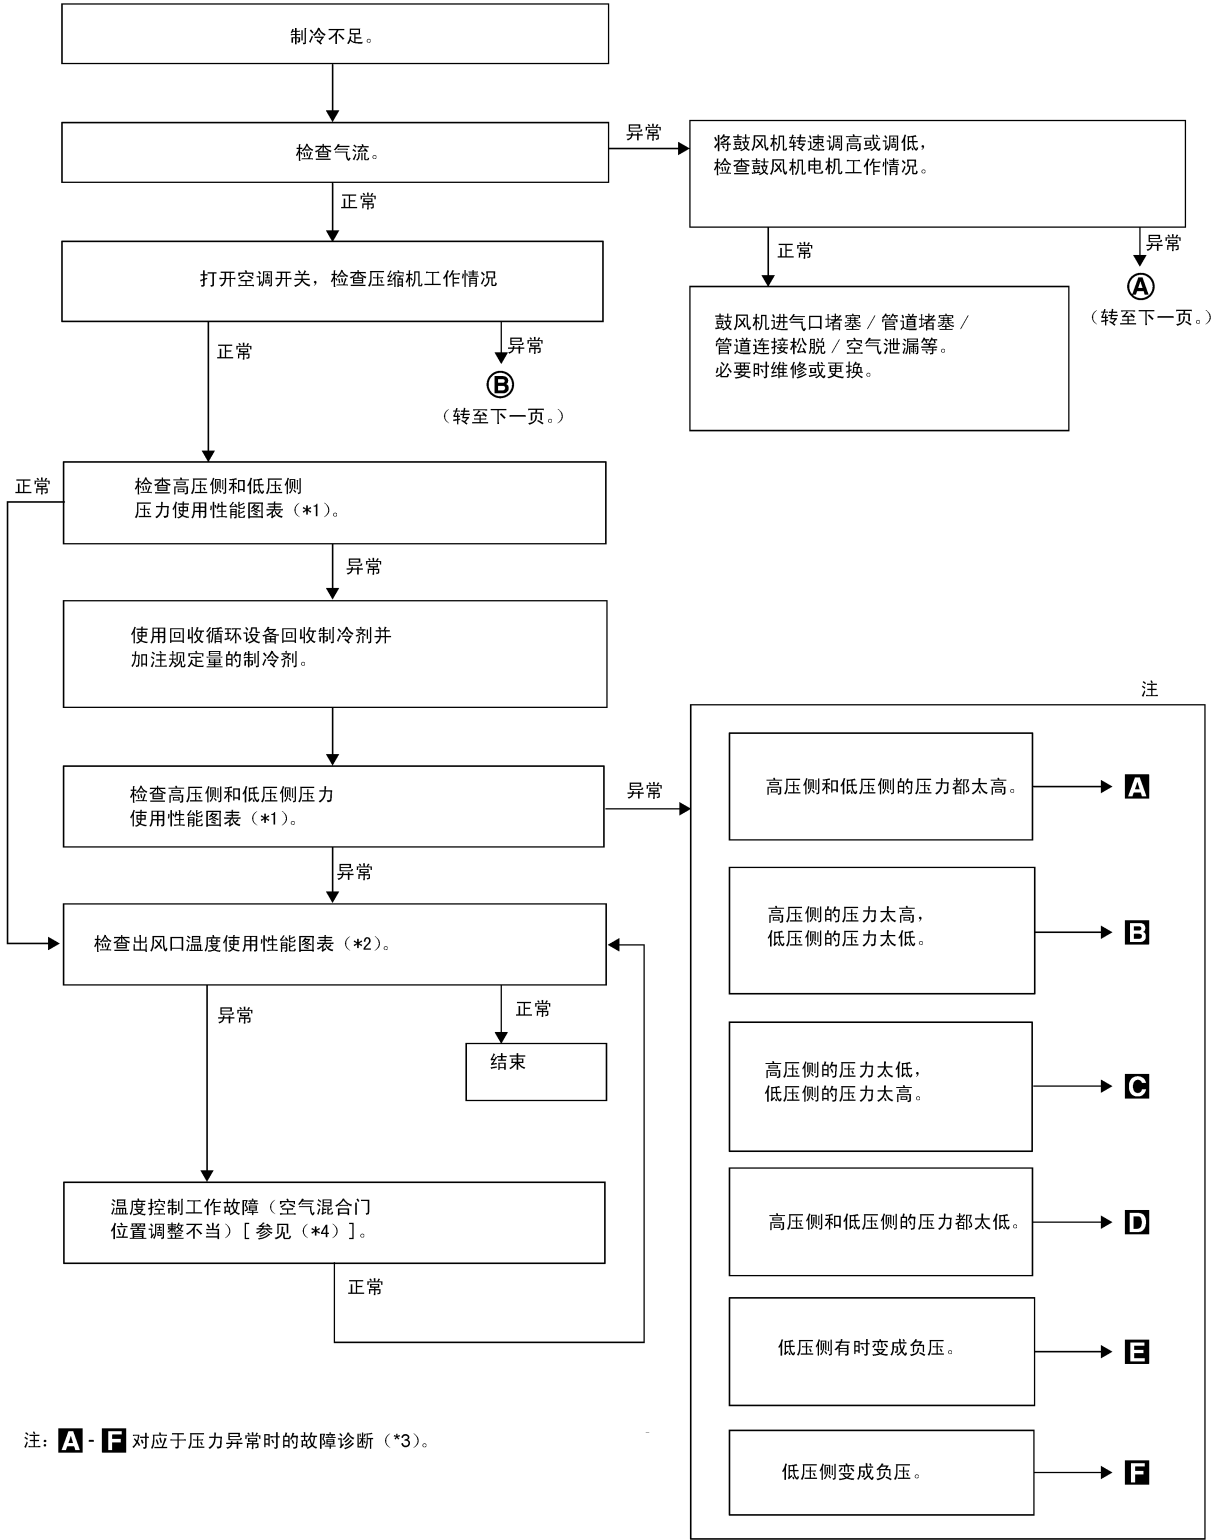 制冷不足。
检查气流。
异常
将鼓风机转速调高或调低，
检查鼓风机电机工作情况。
正常
打开空调开关，检查压缩机工作情况
正常
异常
Ⓐ
（转至下一页。）
鼓风机进气口堵塞 / 管道堵塞 /
管道连接松脱 / 空气泄漏等。
必要时维修或更换。
正常
异常
Ⓑ
（转至下一页。）
正常
检查高压侧和低压侧
压力使用性能图表（*1）。
异常
使用回收循环设备回收制冷剂并
加注规定量的制冷剂。
检查高压侧和低压侧压力
使用性能图表（*1）。
异常
异常
检查出风口温度使用性能图表（*2）。
异常
正常
结束
温度控制工作故障（空气混合门
位置调整不当）[ 参见（*4）]。
正常
注
高压侧和低压侧的压力都太高。
A
高压侧的压力太高，
低压侧的压力太低。
B
高压侧的压力太低，
低压侧的压力太高。
C
高压侧和低压侧的压力都太低。
D
低压侧有时变成负压。
E
低压侧变成负压。
F
注： A - F 对应于压力异常时的故障诊断（*3）。